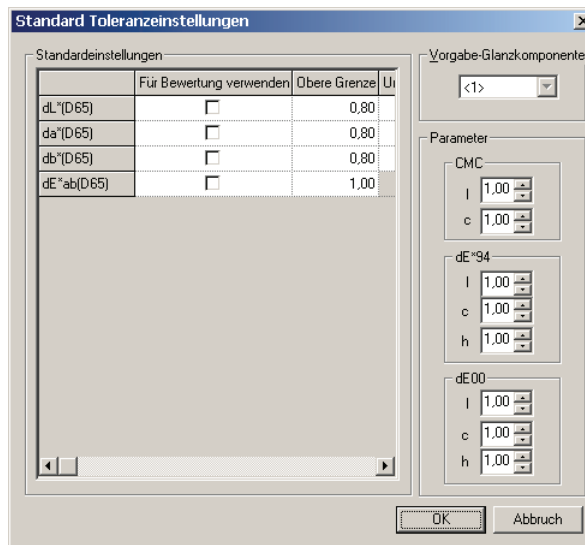 Standard Toleranzeinstellungen
Standardeinstellungen
Für Bewertung verwenden Obere Grenze
dL*(D65) 0,80
da*(D65) 0,80
db*(D65) 0,80
dE*ab(D65) 1,00
Vorgabe-Glanzkomponente
<1>
Parameter
CMC
l 1,00
c 1,00
dE*94
l 1,00
c 1,00
h 1,00
dE00
l 1,00
c 1,00
h 1,00
OK Abbruch